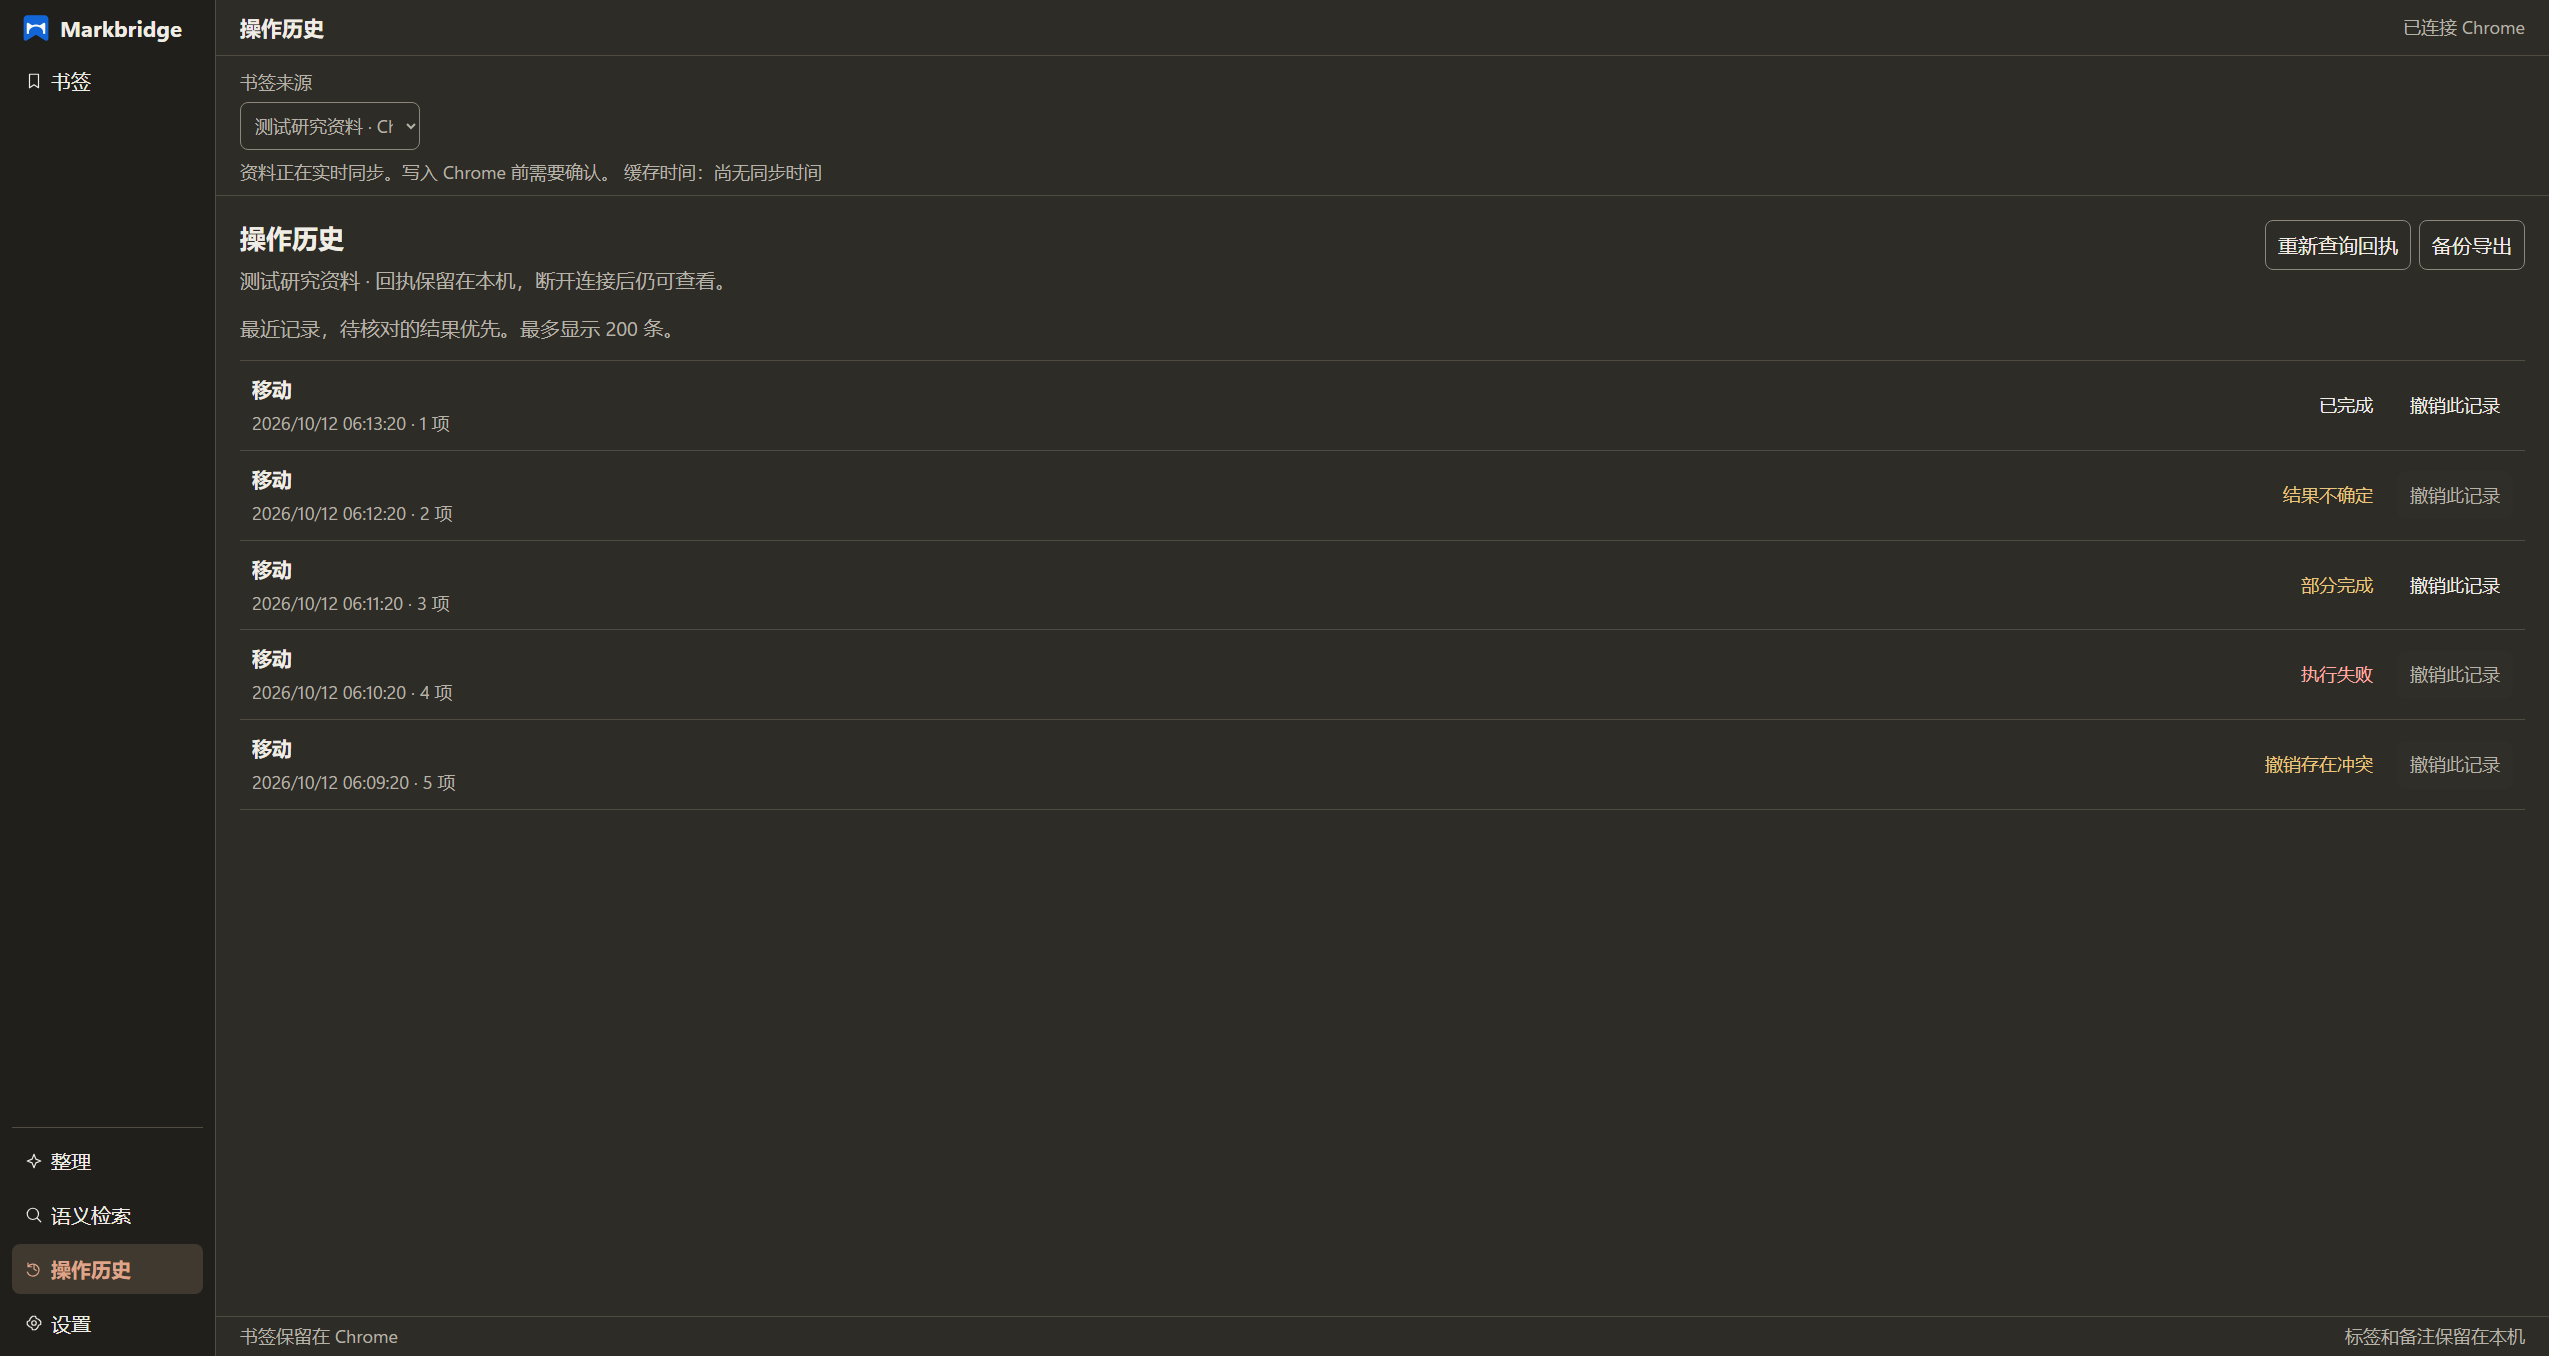 Markbridge
书签
整理
语义检索
操作历史
设置
操作历史
已连接 Chrome
书签来源
测试研究资料 · Ch
资料正在实时同步。写入 Chrome 前需要确认。 缓存时间：尚无同步时间
操作历史
重新查询回执
备份导出
测试研究资料 · 回执保留在本机，断开连接后仍可查看。
最近记录，待核对的结果优先。最多显示 200 条。
移动
2026/10/12 06:13:20 · 1 项
已完成
撤销此记录
移动
2026/10/12 06:12:20 · 2 项
结果不确定
撤销此记录
移动
2026/10/12 06:11:20 · 3 项
部分完成
撤销此记录
移动
2026/10/12 06:10:20 · 4 项
执行失败
撤销此记录
移动
2026/10/12 06:09:20 · 5 项
撤销存在冲突
撤销此记录
书签保留在 Chrome
标签和备注保留在本机